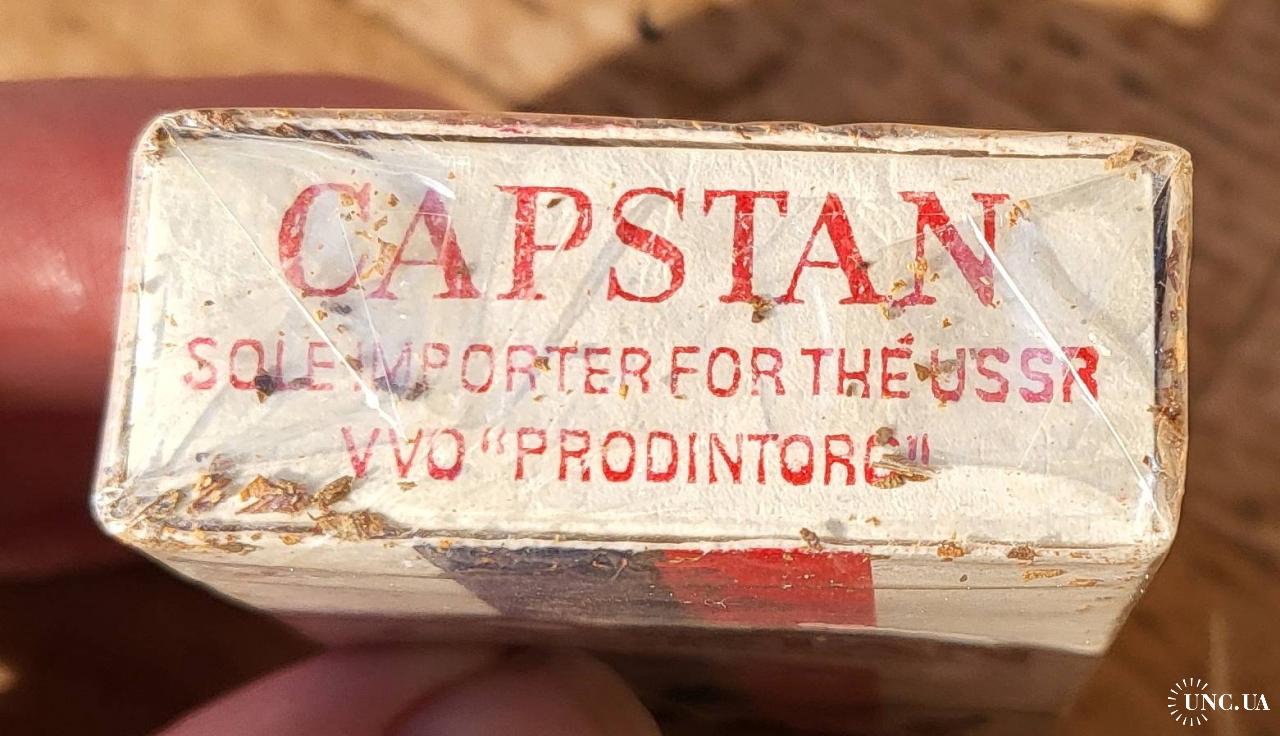 CAPSTAN
SOLE IMPORTER FOR THE USSR
VVO “PRODINTORG"
UNC.UA